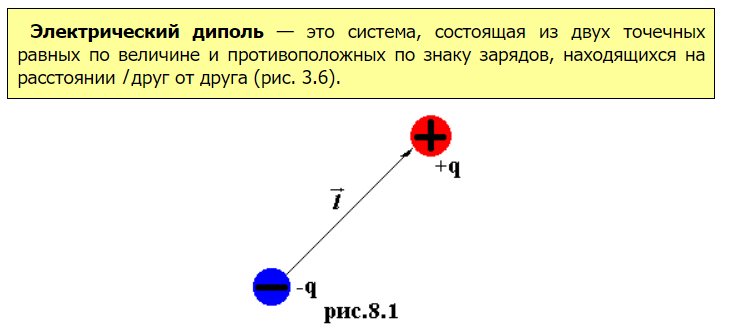 Электрический диполь — это система, состоящая из двух точечных
равных по величине и противоположных по знаку зарядов, находящихся на
расстоянии l друг от друга (рис. 3.6).
+q
l
-q
рис.8.1